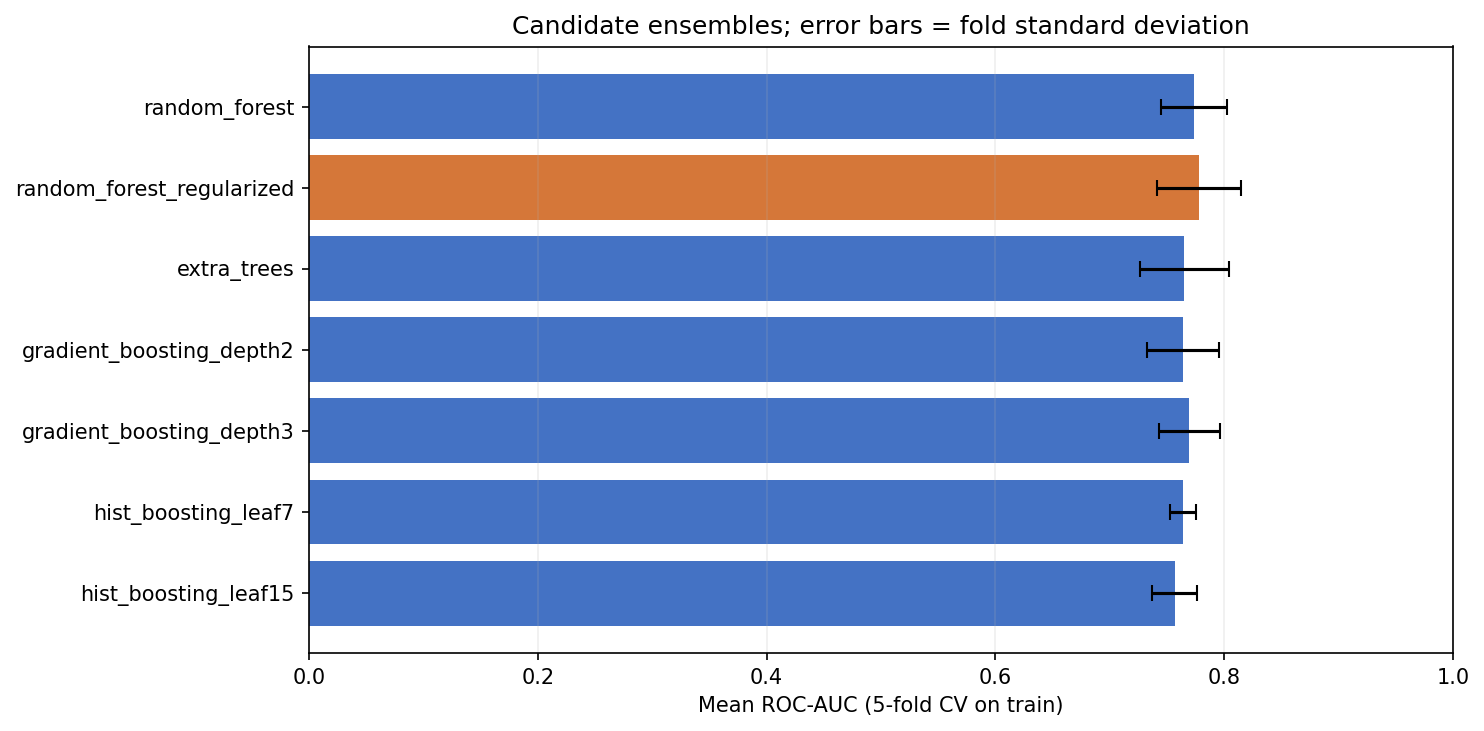 Candidate ensembles; error bars = fold standard deviation
random_forest
random_forest_regularized
extra_trees
gradient_boosting_depth2
gradient_boosting_depth3
hist_boosting_leaf7
hist_boosting_leaf15
0.0 0.2 0.4 0.6 0.8 1.0
Mean ROC-AUC (5-fold CV on train)